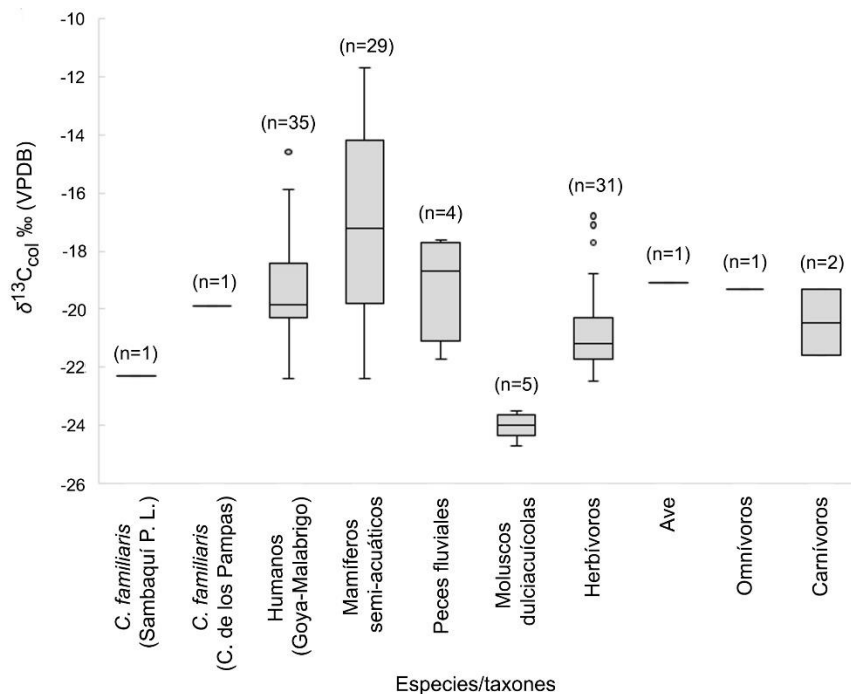 -10
-12
-14
-16
-18
-20
-22
-24
-26
δ13Ccol ‰ (VPDB)
(n=1)
(n=1)
(n=35)
(n=29)
(n=4)
(n=5)
(n=31)
(n=1)
(n=1)
(n=2)
C. familiaris
(Sambaquí P. L.)
C. familiaris
(C. de los Pampas)
Humanos
(Goya-Malabrigo)
Mamíferos
semi-acuáticos
Peces fluviales
Moluscos
dulciacuícolas
Herbívoros
Ave
Omnívoros
Carnívoros
Especies/taxones